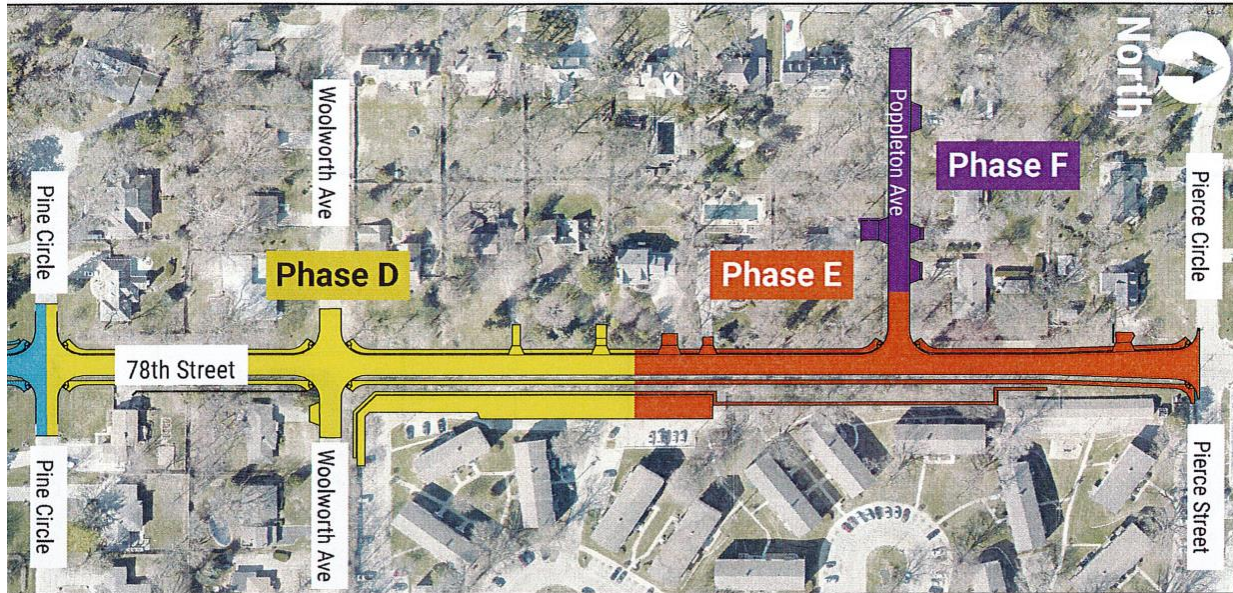 North
Pine Circle
Woolworth Ave
Poppleton Ave
Phase F
Pierce Circle
Phase D
Phase E
78th Street
Pine Circle
Woolworth Ave
Pierce Street